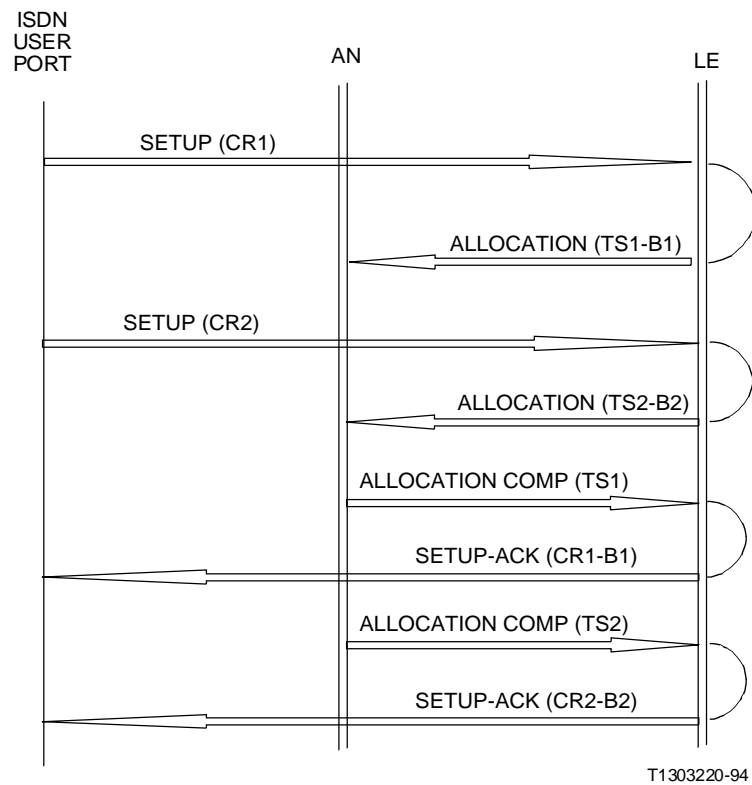 ISDN
USER
PORT
AN
LE
SETUP (CR1)
ALLOCATION (TS1-B1)
SETUP (CR2)
ALLOCATION (TS2-B2)
ALLOCATION COMP (TS1)
SETUP-ACK (CR1-B1)
ALLOCATION COMP (TS2)
SETUP-ACK (CR2-B2)
T1303220-94